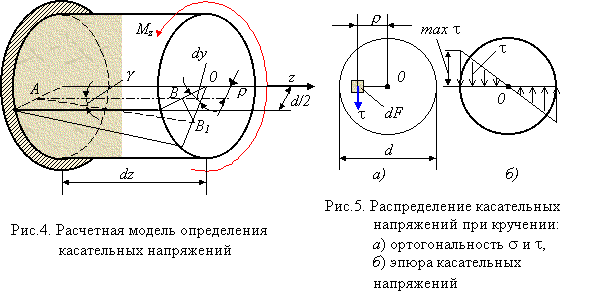 M_z
dy
γ
A
B
0
z
ρ
d/2
B₁
dz
Рис.4. Расчетная модель определения
касательных напряжений
ρ
max τ
τ
0
dF
τ
0
d
а)
б)
Рис.5. Распределение касательных
напряжений при кручении:
а) ортогональность σ и τ,
б) эпюра касательных
напряжений